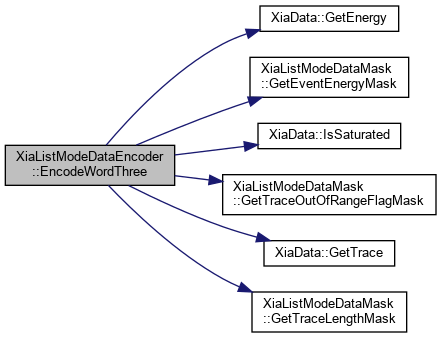 XiaData::GetEnergy
XiaListModeDataMask
::GetEventEnergyMask
XiaListModeDataEncoder
::EncodeWordThree
XiaData::IsSaturated
XiaListModeDataMask
::GetTraceOutOfRangeFlagMask
XiaData::GetTrace
XiaListModeDataMask
::GetTraceLengthMask